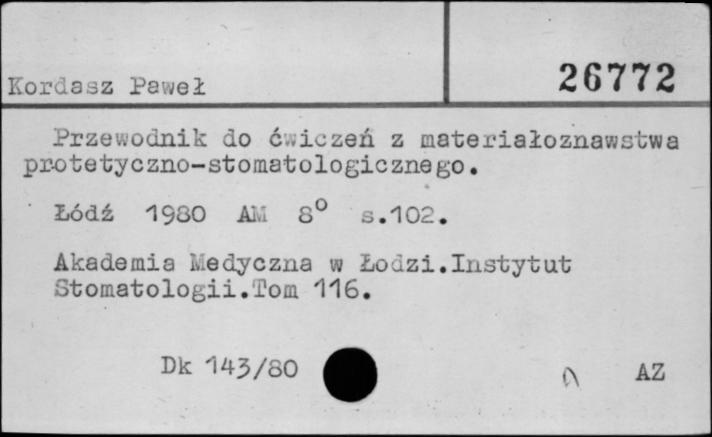 Kordasz Paweł 26772
Przewodnik do ćwiczeń z materiałoznawstwa
protetyczno-stomatologicznego.
Łódź 1980 AM 8° s.102.
Akademia Medyczna w Łodzi.Instytut
Stomatologii.Tom 116.
Dk 143/80 AZ